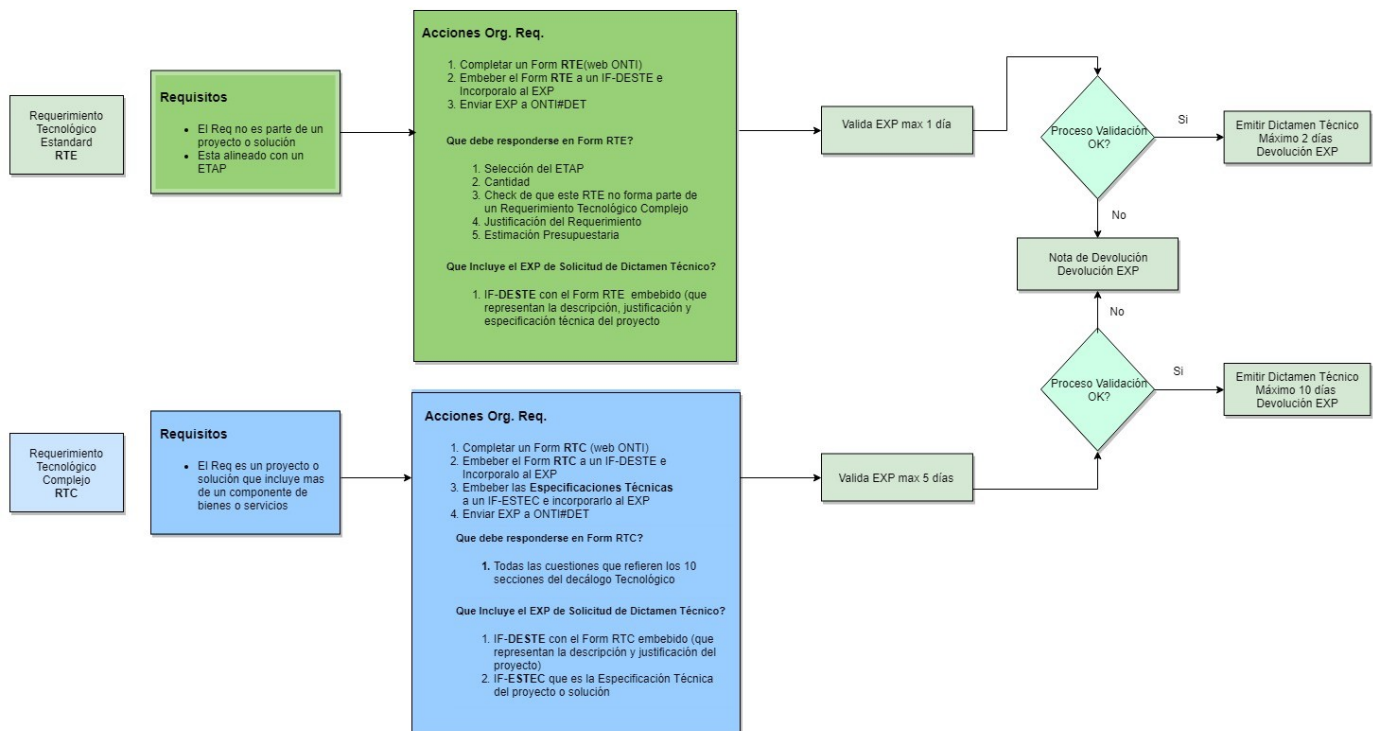 Requerimiento
Tecnológico
Estandard
RTE
Requisitos
• El Req no es parte de un
proyecto o solución
• Esta alineado con un
ETAP
Acciones Org. Req.
1. Completar un Form RTE(web ONTI)
2. Embeber el Form RTE a un IF-DESTE e
Incorporalo al EXP
3. Enviar EXP a ONTI#DET
Que debe responderse en Form RTE?
1. Selección del ETAP
2. Cantidad
3. Check de que este RTE no forma parte de
un Requerimiento Tecnológico Complejo
4. Justificación del Requerimiento
5. Estimación Presupuestaria
Que Incluye el EXP de Solicitud de Dictamen Técnico?
1. IF-DESTE con el Form RTE embebido (que
representan la descripción, justificación y
especificación técnica del proyecto
Valida EXP max 1 día
Proceso Validación
OK?
Si
Emitir Dictamen Técnico
Máximo 2 días
Devolución EXP
No
Nota de Devolución
Devolución EXP
No
Proceso Validación
OK?
Si
Emitir Dictamen Técnico
Máximo 10 días
Devolución EXP
Requerimiento
Tecnológico
Complejo
RTC
Requisitos
• El Req es un proyecto o
solución que incluye mas
de un componente de
bienes o servicios
Acciones Org. Req.
1. Completar un Form RTC (web ONTI)
2. Embeber el Form RTC a un IF-DESTE e
Incorporalo al EXP
3. Embeber las Especificaciones Técnicas
a un IF-ESTEC e incorporarlo al EXP
4. Enviar EXP a ONTI#DET
Que debe responderse en Form RTC?
1. Todas las cuestiones que refieren los 10
secciones del decálogo Tecnológico
Que Incluye el EXP de Solicitud de Dictamen Técnico?
1. IF-DESTE con el Form RTC embebido (que
representan la descripción y justificación del
proyecto)
2. IF-ESTEC que es la Especificación Técnica
del proyecto o solución
Valida EXP max 5 días